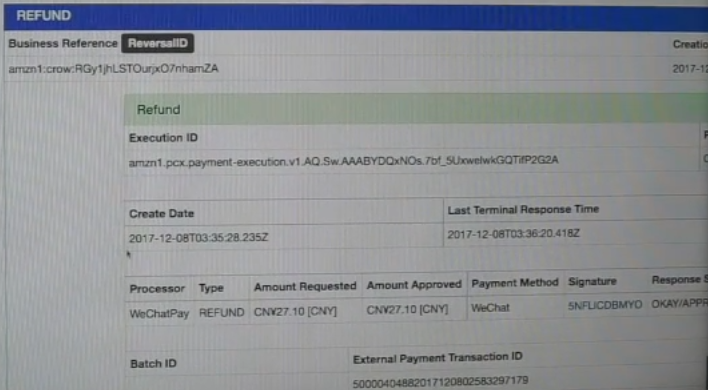 REFUND
Business Reference ReversalID Creatio
amzn1:crow:RGy1jhLSTOurjxO7nhamZA 2017-12
Refund
Execution ID
amzn1.pcx.payment-execution.v1.AQ.Sw.AAABYDQxNOs.7bf_5UxwelwkGQTifP2G2A
Create Date Last Terminal Response Time
2017-12-08T03:35:28.235Z 2017-12-08T03:36:20.418Z
Processor Type Amount Requested Amount Approved Payment Method Signature Response S
WeChatPay REFUND CN¥27.10 [CNY] CN¥27.10 [CNY] WeChat 5NFLICDBMYO OKAY/APPR
Batch ID External Payment Transaction ID
50000404882017120802583297179